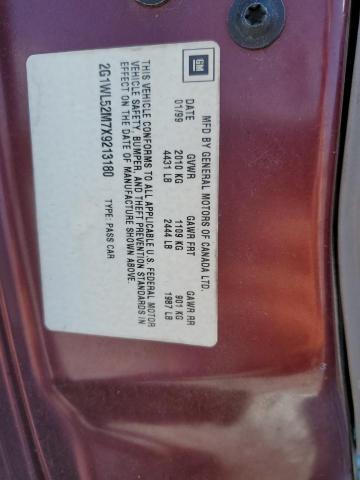 GM
MFD BY GENERAL MOTORS OF CANADA LTD.
DATE GVWR GAWR FRT GAWR RR
01/99 2010 KG 1109 KG 901 KG
4431 LB 2444 LB 1987 LB
THIS VEHICLE CONFORMS TO ALL APPLICABLE U.S. FEDERAL MOTOR
VEHICLE SAFETY, BUMPER, AND THEFT PREVENTION STANDARDS IN
EFFECT ON THE DATE OF MANUFACTURE SHOWN ABOVE.
2G1WL52M7X9213180 TYPE: PASS CAR